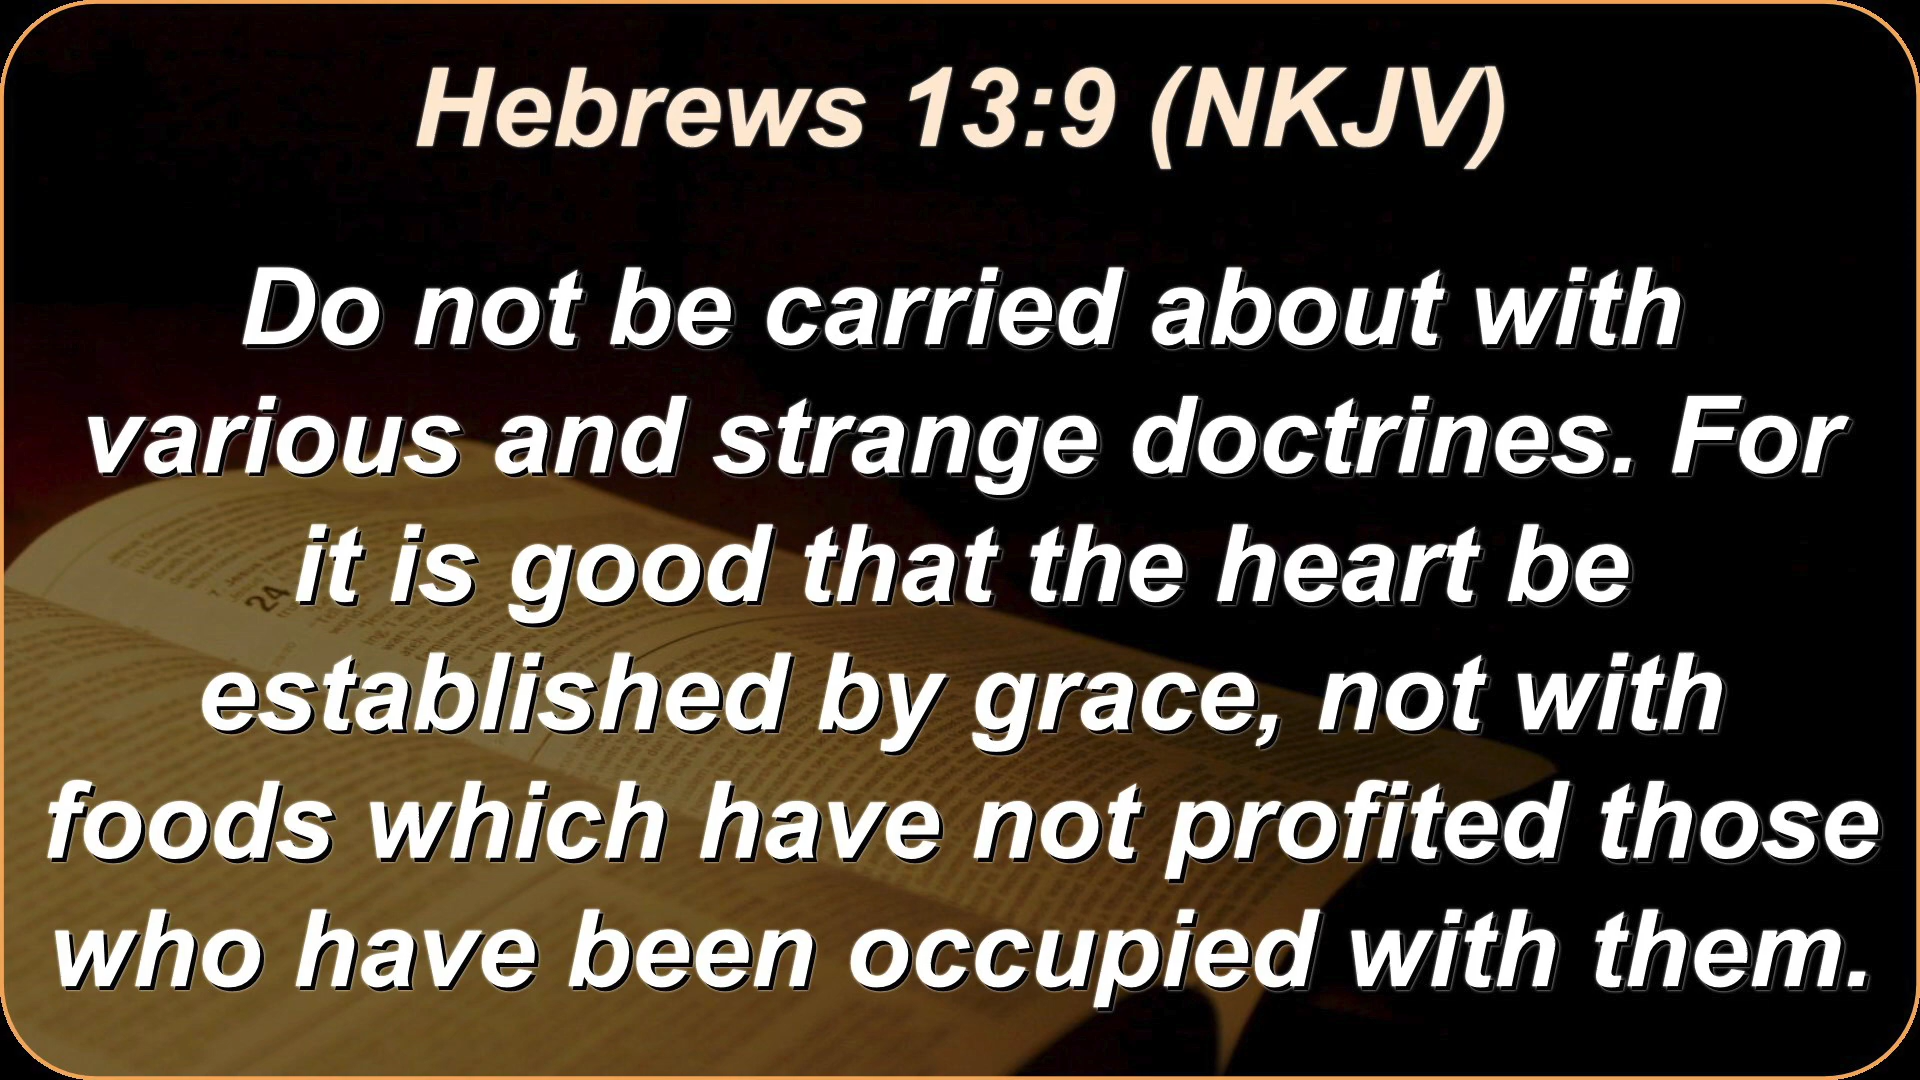 Hebrews 13:9 (NKJV)
Do not be carried about with
various and strange doctrines. For
it is good that the heart be
established by grace, not with
foods which have not profited those
who have been occupied with them.
24